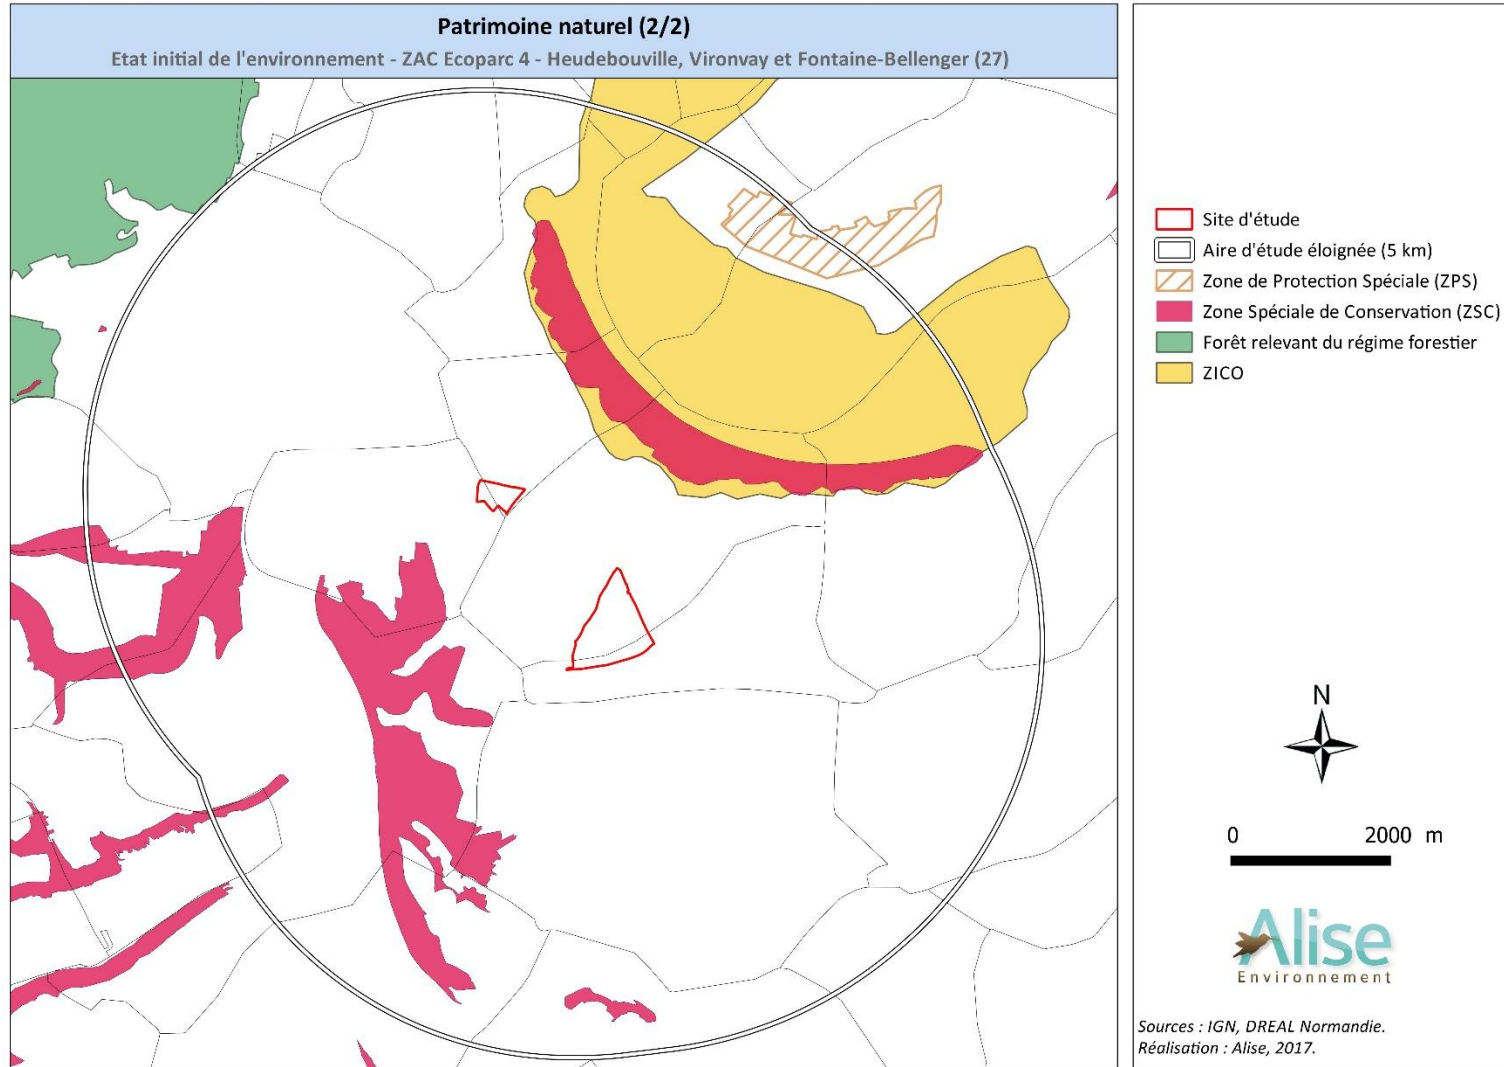 Patrimoine naturel (2/2)
Etat initial de l'environnement - ZAC Ecoparc 4 - Heudebouville, Vironvay et Fontaine-Bellenger (27)
Site d'étude
Aire d'étude éloignée (5 km)
Zone de Protection Spéciale (ZPS)
Zone Spéciale de Conservation (ZSC)
Forêt relevant du régime forestier
ZICO
N
0 2000 m
Alise
Environnement
Sources : IGN, DREAL Normandie.
Réalisation : Alise, 2017.